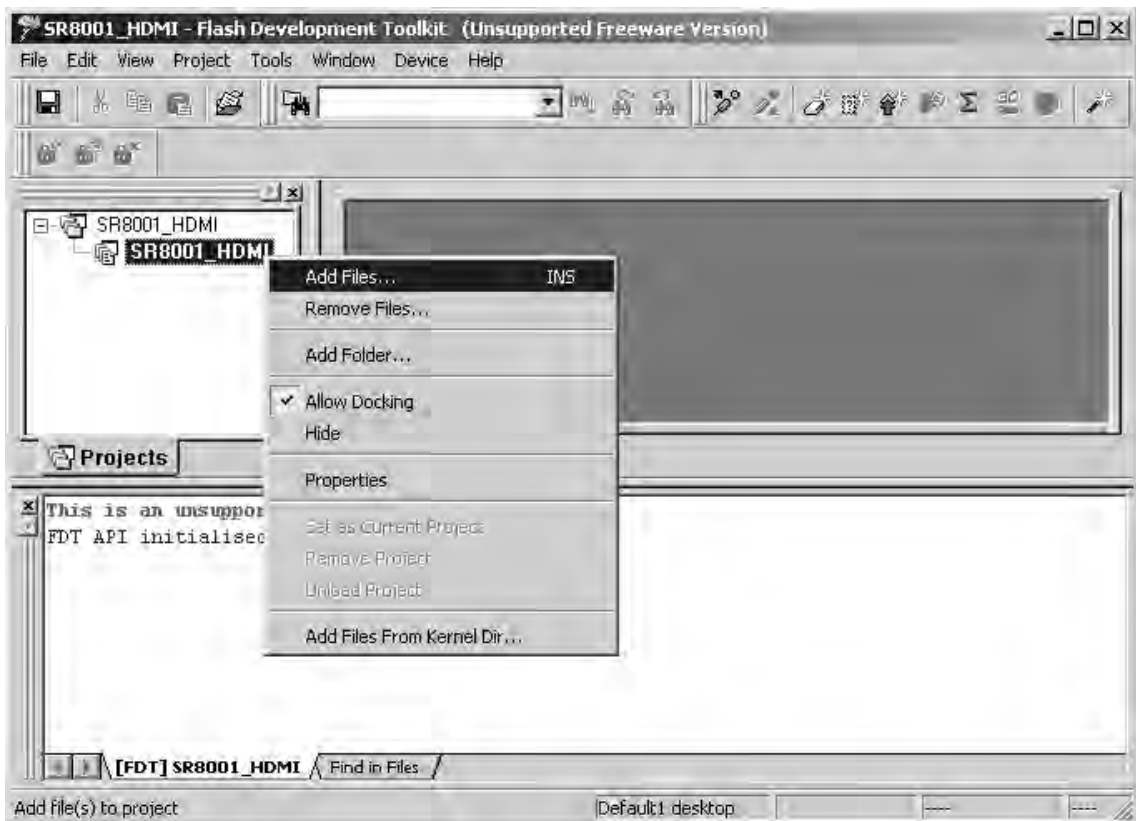 SR8001_HDMI - Flash Development Toolkit (Unsupported Freeware Version)
File Edit View Project Tools Window Device Help
SR8001_HDMI
SR8001_HDMI
Add Files... INS
Remove Files...
Add Folder...
Allow Docking
Hide
Properties
Set as Current Project
Remove Project
Unload Project
Add Files From Kernel Dir...
Projects
This is an unsuppor
FDT API initialised
[FDT] SR8001_HDMI Find in Files
Add file(s) to project Default1 desktop ---- ----